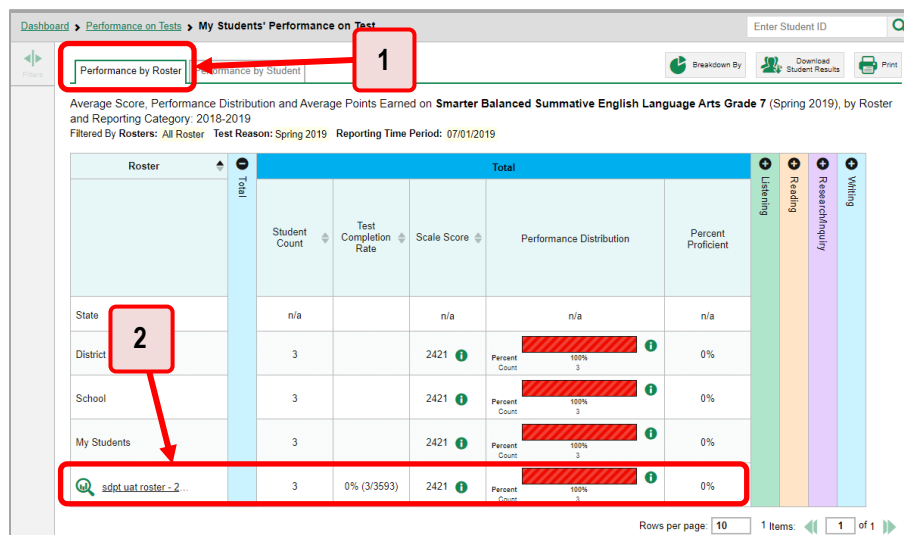 Dashboard › Performance on Tests › My Students' Performance on Test
Enter Student ID
Filters
1
Performance by Roster
Performance by Student
Breakdown By
Download
Student Results
Print
Average Score, Performance Distribution and Average Points Earned on Smarter Balanced Summative English Language Arts Grade 7 (Spring 2019), by Roster
and Reporting Category: 2018-2019
Filtered By Rosters: All Roster Test Reason: Spring 2019 Reporting Time Period: 07/01/2019
Roster
Total
Total
Listening
Reading
Research/Inquiry
Writing
Student
Count
Test
Completion
Rate
Scale Score
Performance Distribution
Percent
Proficient
State n/a n/a n/a n/a
2
District 3 2421 Percent 100% 0%
Count 3
School 3 2421 Percent 100% 0%
Count 3
My Students 3 2421 Percent 100% 0%
Count 3
sdpt uat roster - 2... 3 0% (3/3593) 2421 Percent 100% 0%
Count 3
Rows per page: 10 1 Items: 1 of 1